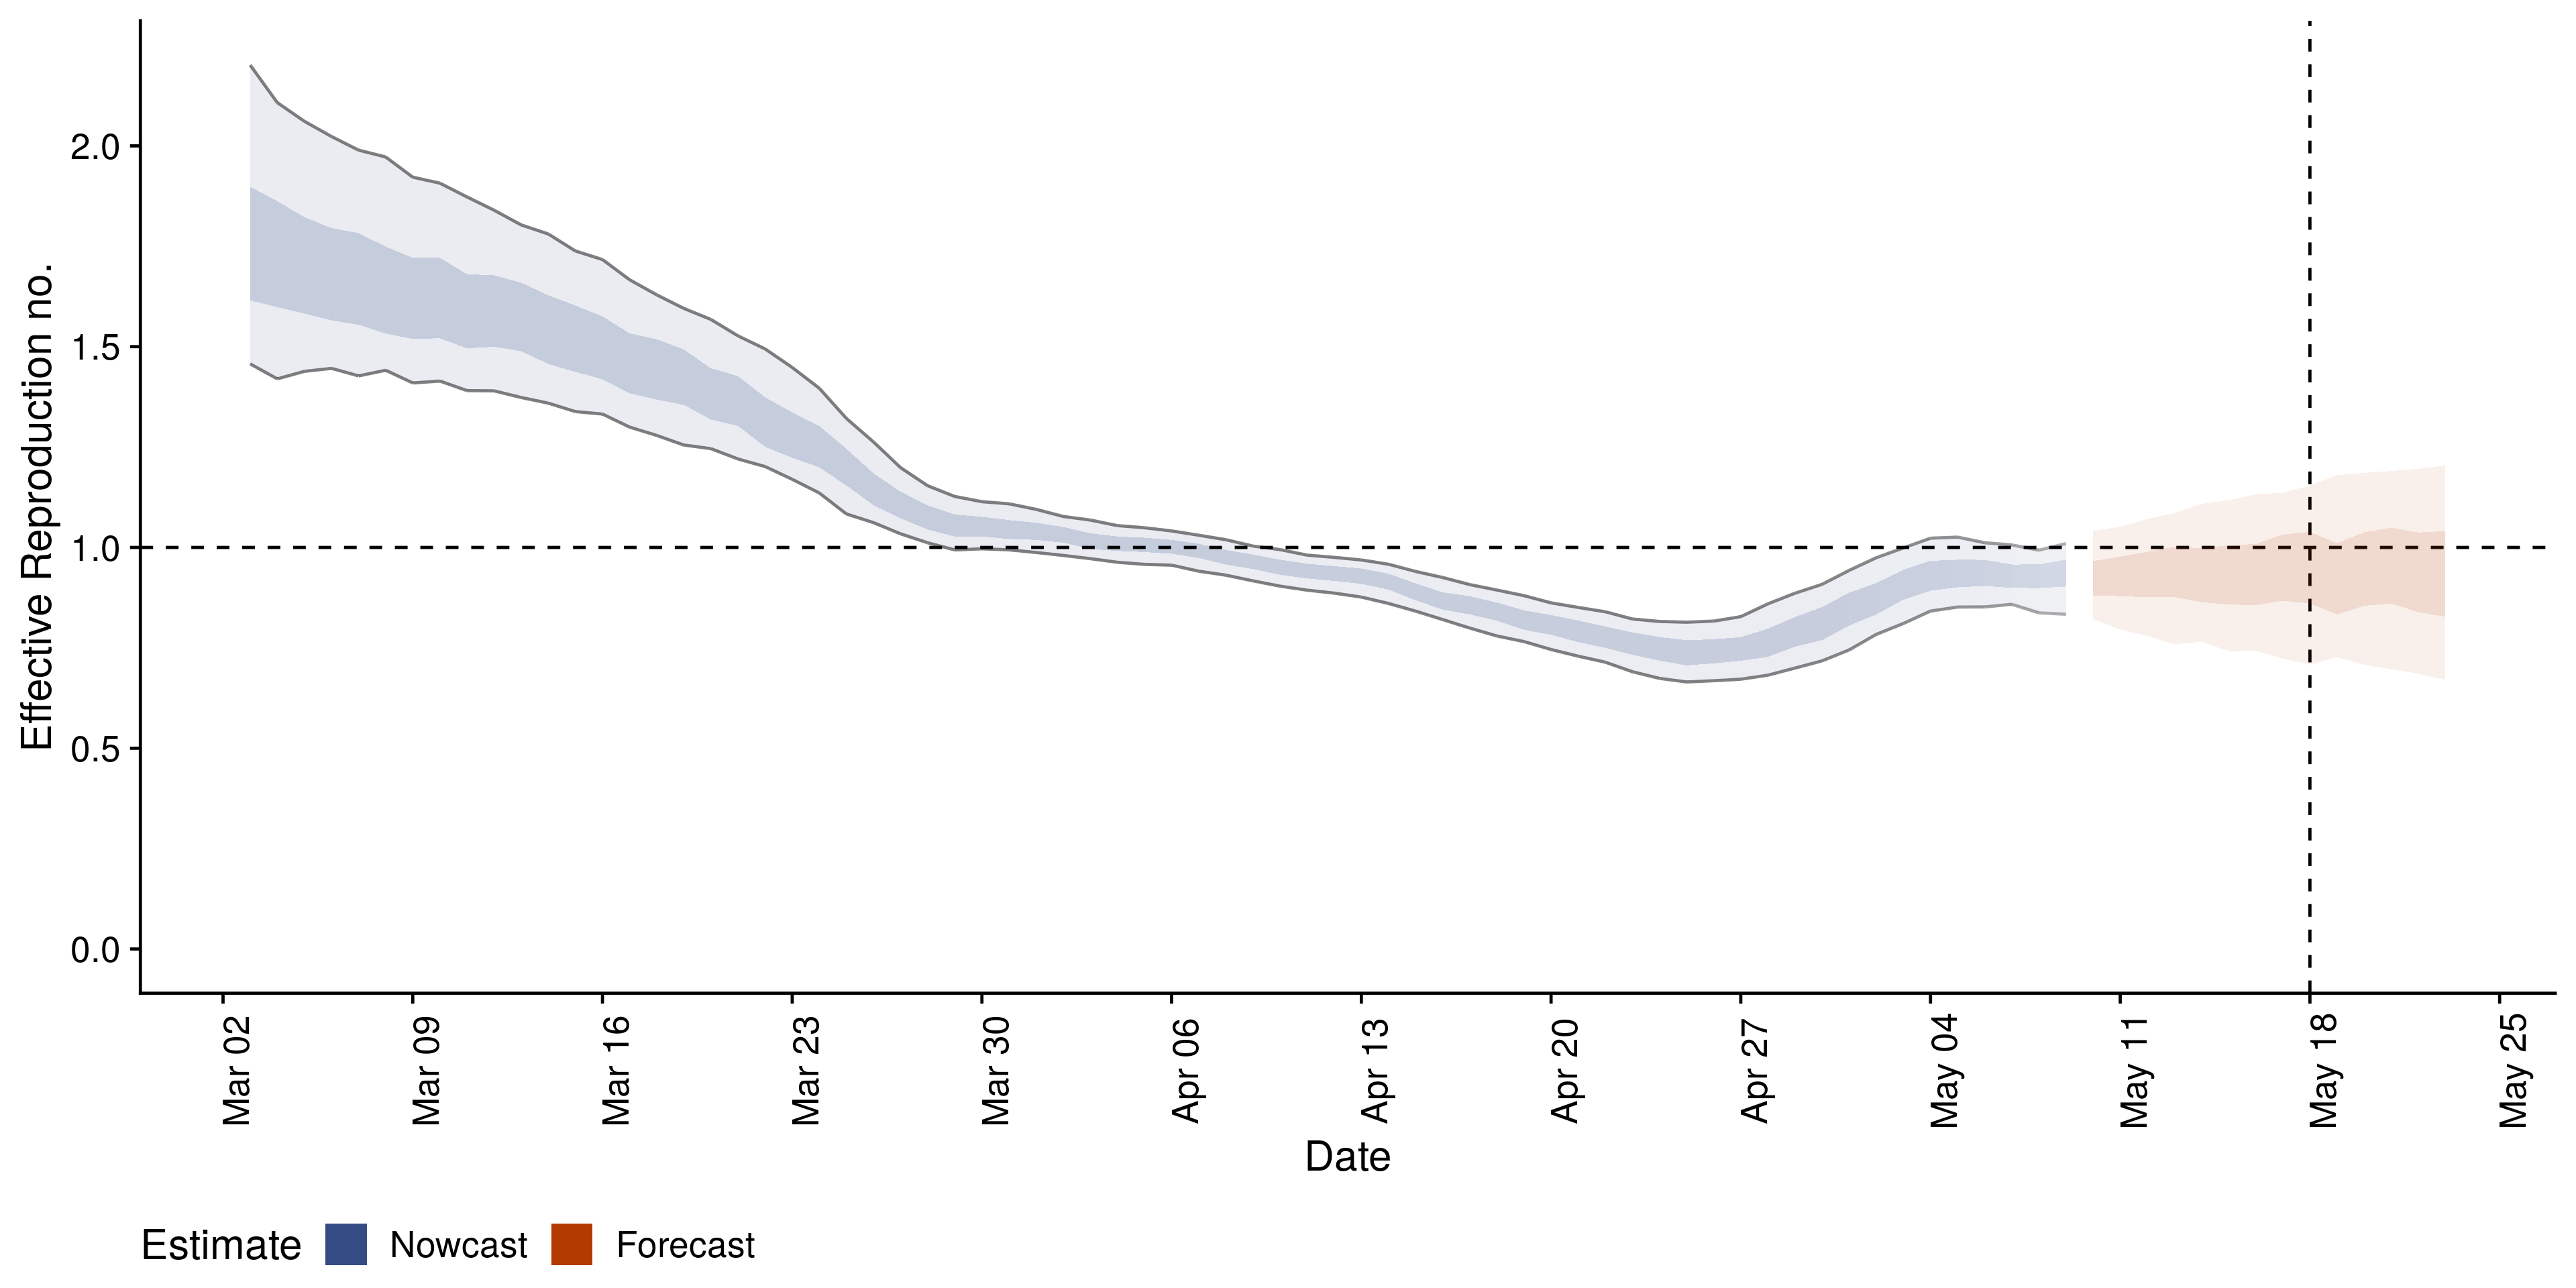 Effective Reproduction no.
2.0
1.5
1.0
0.5
0.0
Mar 02
Mar 09
Mar 16
Mar 23
Mar 30
Apr 06
Apr 13
Apr 20
Apr 27
May 04
May 11
May 18
May 25
Date
Estimate Nowcast Forecast